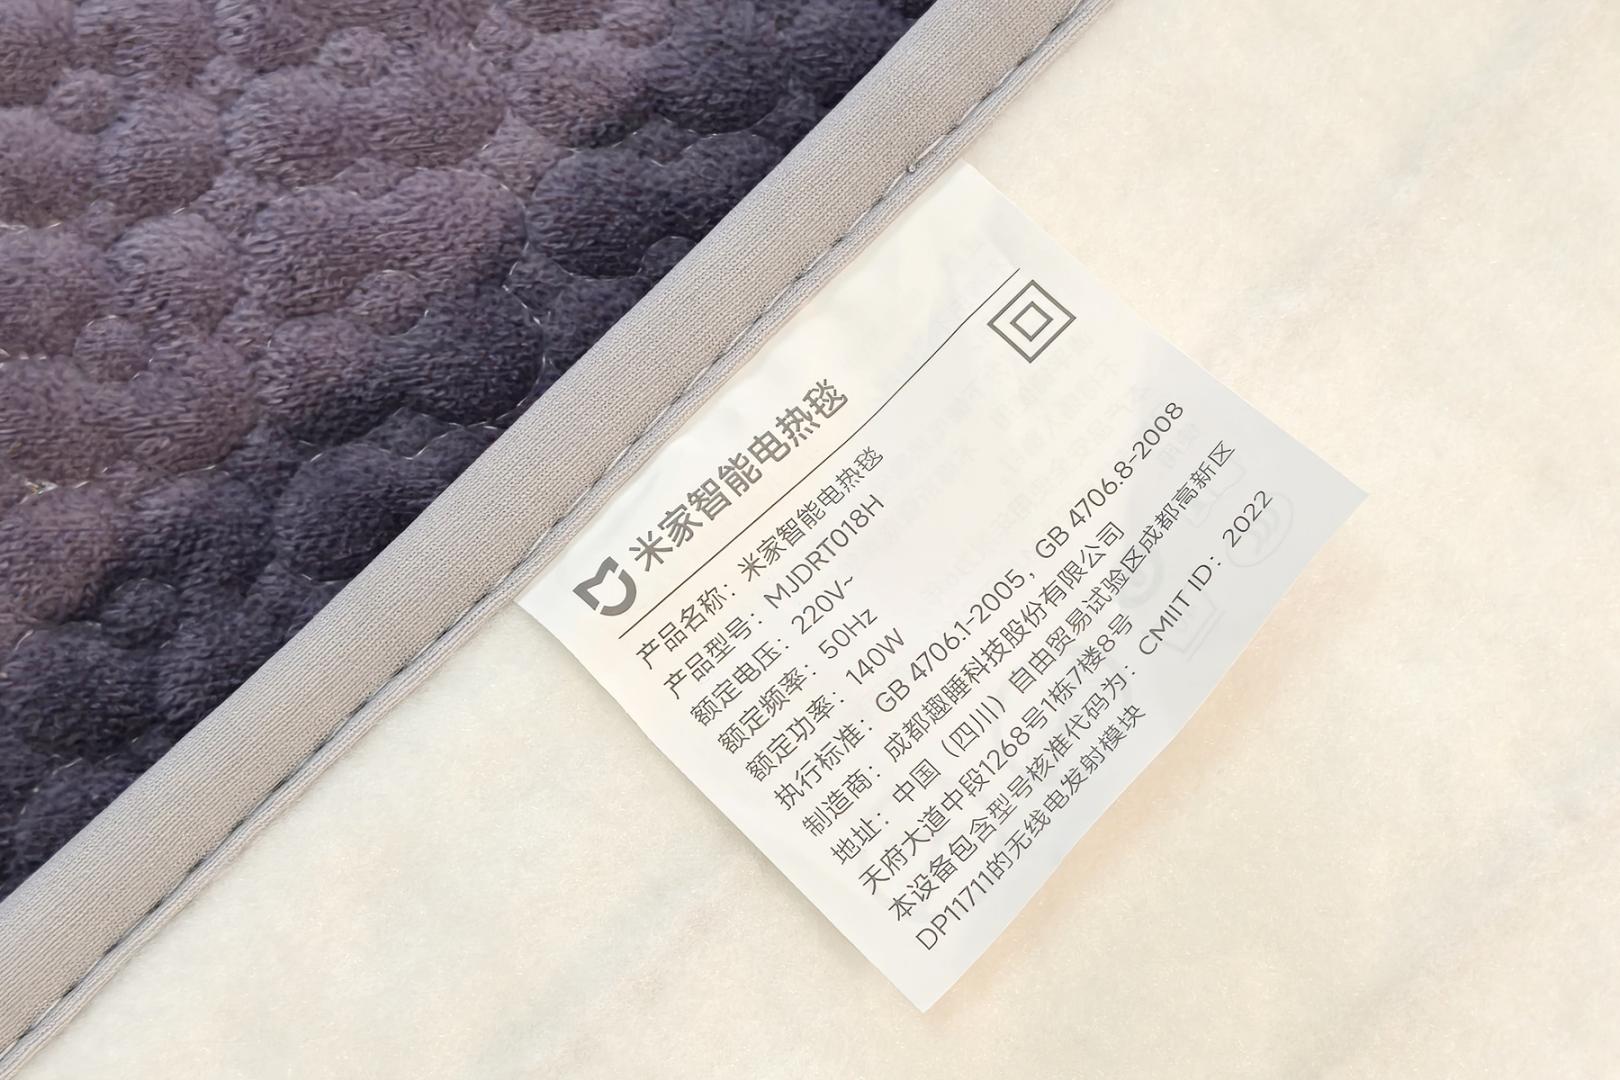 米家智能电热毯
产品名称：米家智能电热毯
产品型号：MJDRT018H
额定电压：220V~
额定频率：50Hz
额定功率：140W
执行标准：GB 4706.1-2005，GB 4706.8-2008
制造商：成都趣睡科技股份有限公司
地址：中国（四川）自由贸易试验区成都高新区
天府大道中段1268号1栋7楼8号
本设备包含型号核准代码为：CMIIT ID：2022
DP11711的无线电发射模块